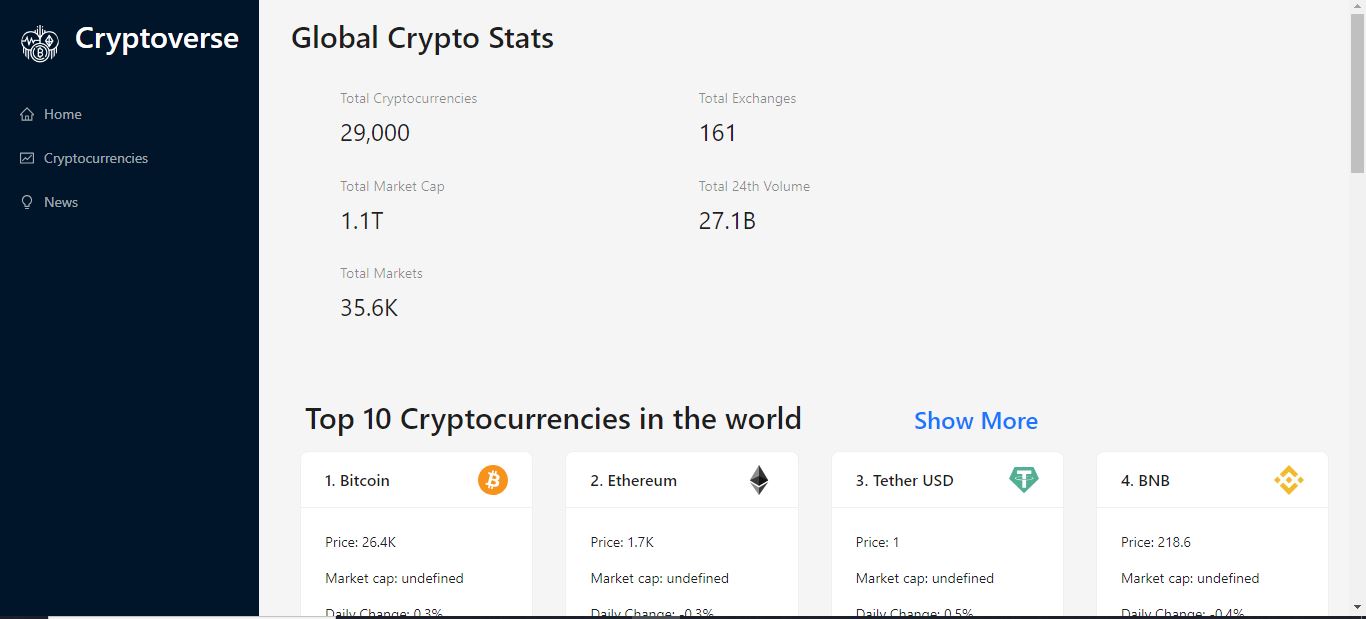 Cryptoverse
Home
Cryptocurrencies
News
Global Crypto Stats
Total Cryptocurrencies
29,000
Total Exchanges
161
Total Market Cap
1.1T
Total 24th Volume
27.1B
Total Markets
35.6K
Top 10 Cryptocurrencies in the world
Show More
1. Bitcoin
Price: 26.4K
Market cap: undefined
Daily Change: 0.3%
2. Ethereum
Price: 1.7K
Market cap: undefined
Daily Change: -0.3%
3. Tether USD
Price: 1
Market cap: undefined
Daily Change: 0.5%
4. BNB
Price: 218.6
Market cap: undefined
Daily Change: -0.4%